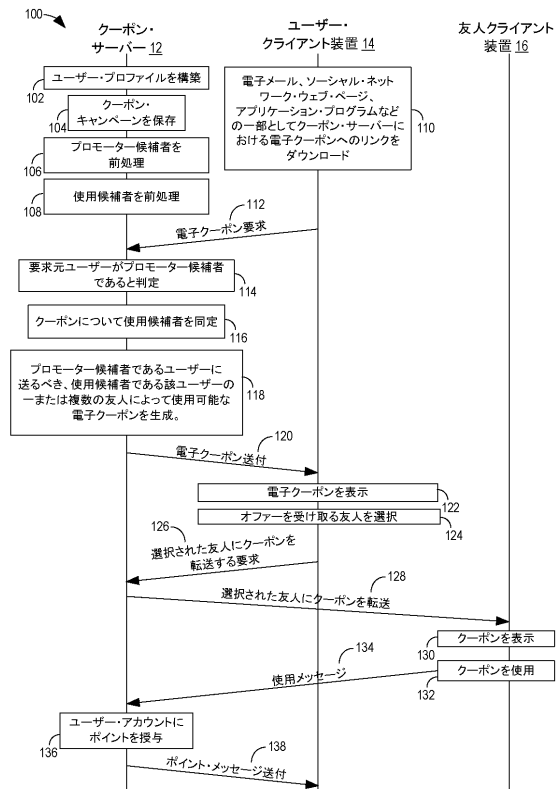 100
クーポン・
サーバー 12
ユーザー・
クライアント装置 14
友人クライアント
装置 16
ユーザー・プロファイルを構築
102
クーポン・
キャンペーンを保存
104
プロモーター候補者を
前処理
106
使用候補者を前処理
108
電子メール、ソーシャル・ネット
ワーク・ウェブ・ページ、
アプリケーション・プログラムなど
の一部としてクーポン・サーバーに
おける電子クーポンへのリンクを
ダウンロード
110
112
電子クーポン要求
要求元ユーザーがプロモーター候補者
であると判定
114
クーポンについて使用候補者を同定
116
プロモーター候補者であるユーザーに
送るべき、使用候補者である該ユーザーの
一または複数の友人によって使用可能な
電子クーポンを生成。
118
120
電子クーポン送付
電子クーポンを表示
122
オファーを受け取る友人を選択
124
126
選択された友人にクーポンを
転送する要求
128
選択された友人にクーポンを転送
クーポンを表示
130
クーポンを使用
132
134
使用メッセージ
ユーザー・アカウントに
ポイントを授与
136
138
ポイント・メッセージ送付